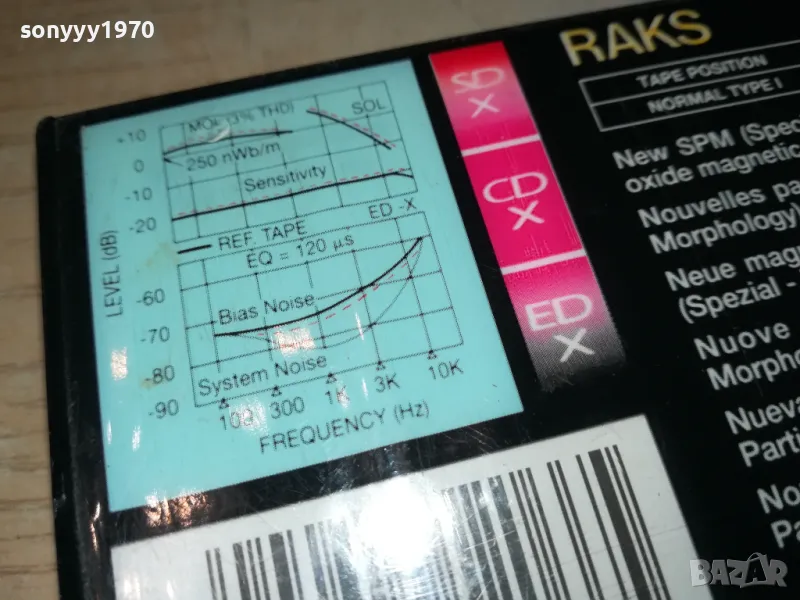 sonyyy1970
RAKS
TAPE POSITION
NORMAL TYPE I
SD
X
CD
X
ED
X
MOL (3% THD)
SOL
+10
0
250 nWb/m
-10
Sensitivity
-20
REF. TAPE
ED -X
EQ = 120 µs
LEVEL (dB)
-60
Bias Noise
-70
-80
System Noise
-90
100 300 1K 3K 10K
FREQUENCY (Hz)
New SPM (Spec
oxide magnetic
Nouvelles pa
Morphology)
Neue magn
(Spezial -
Nuove
Morpho
Nueva
Parti
No
Pa
BAZAR